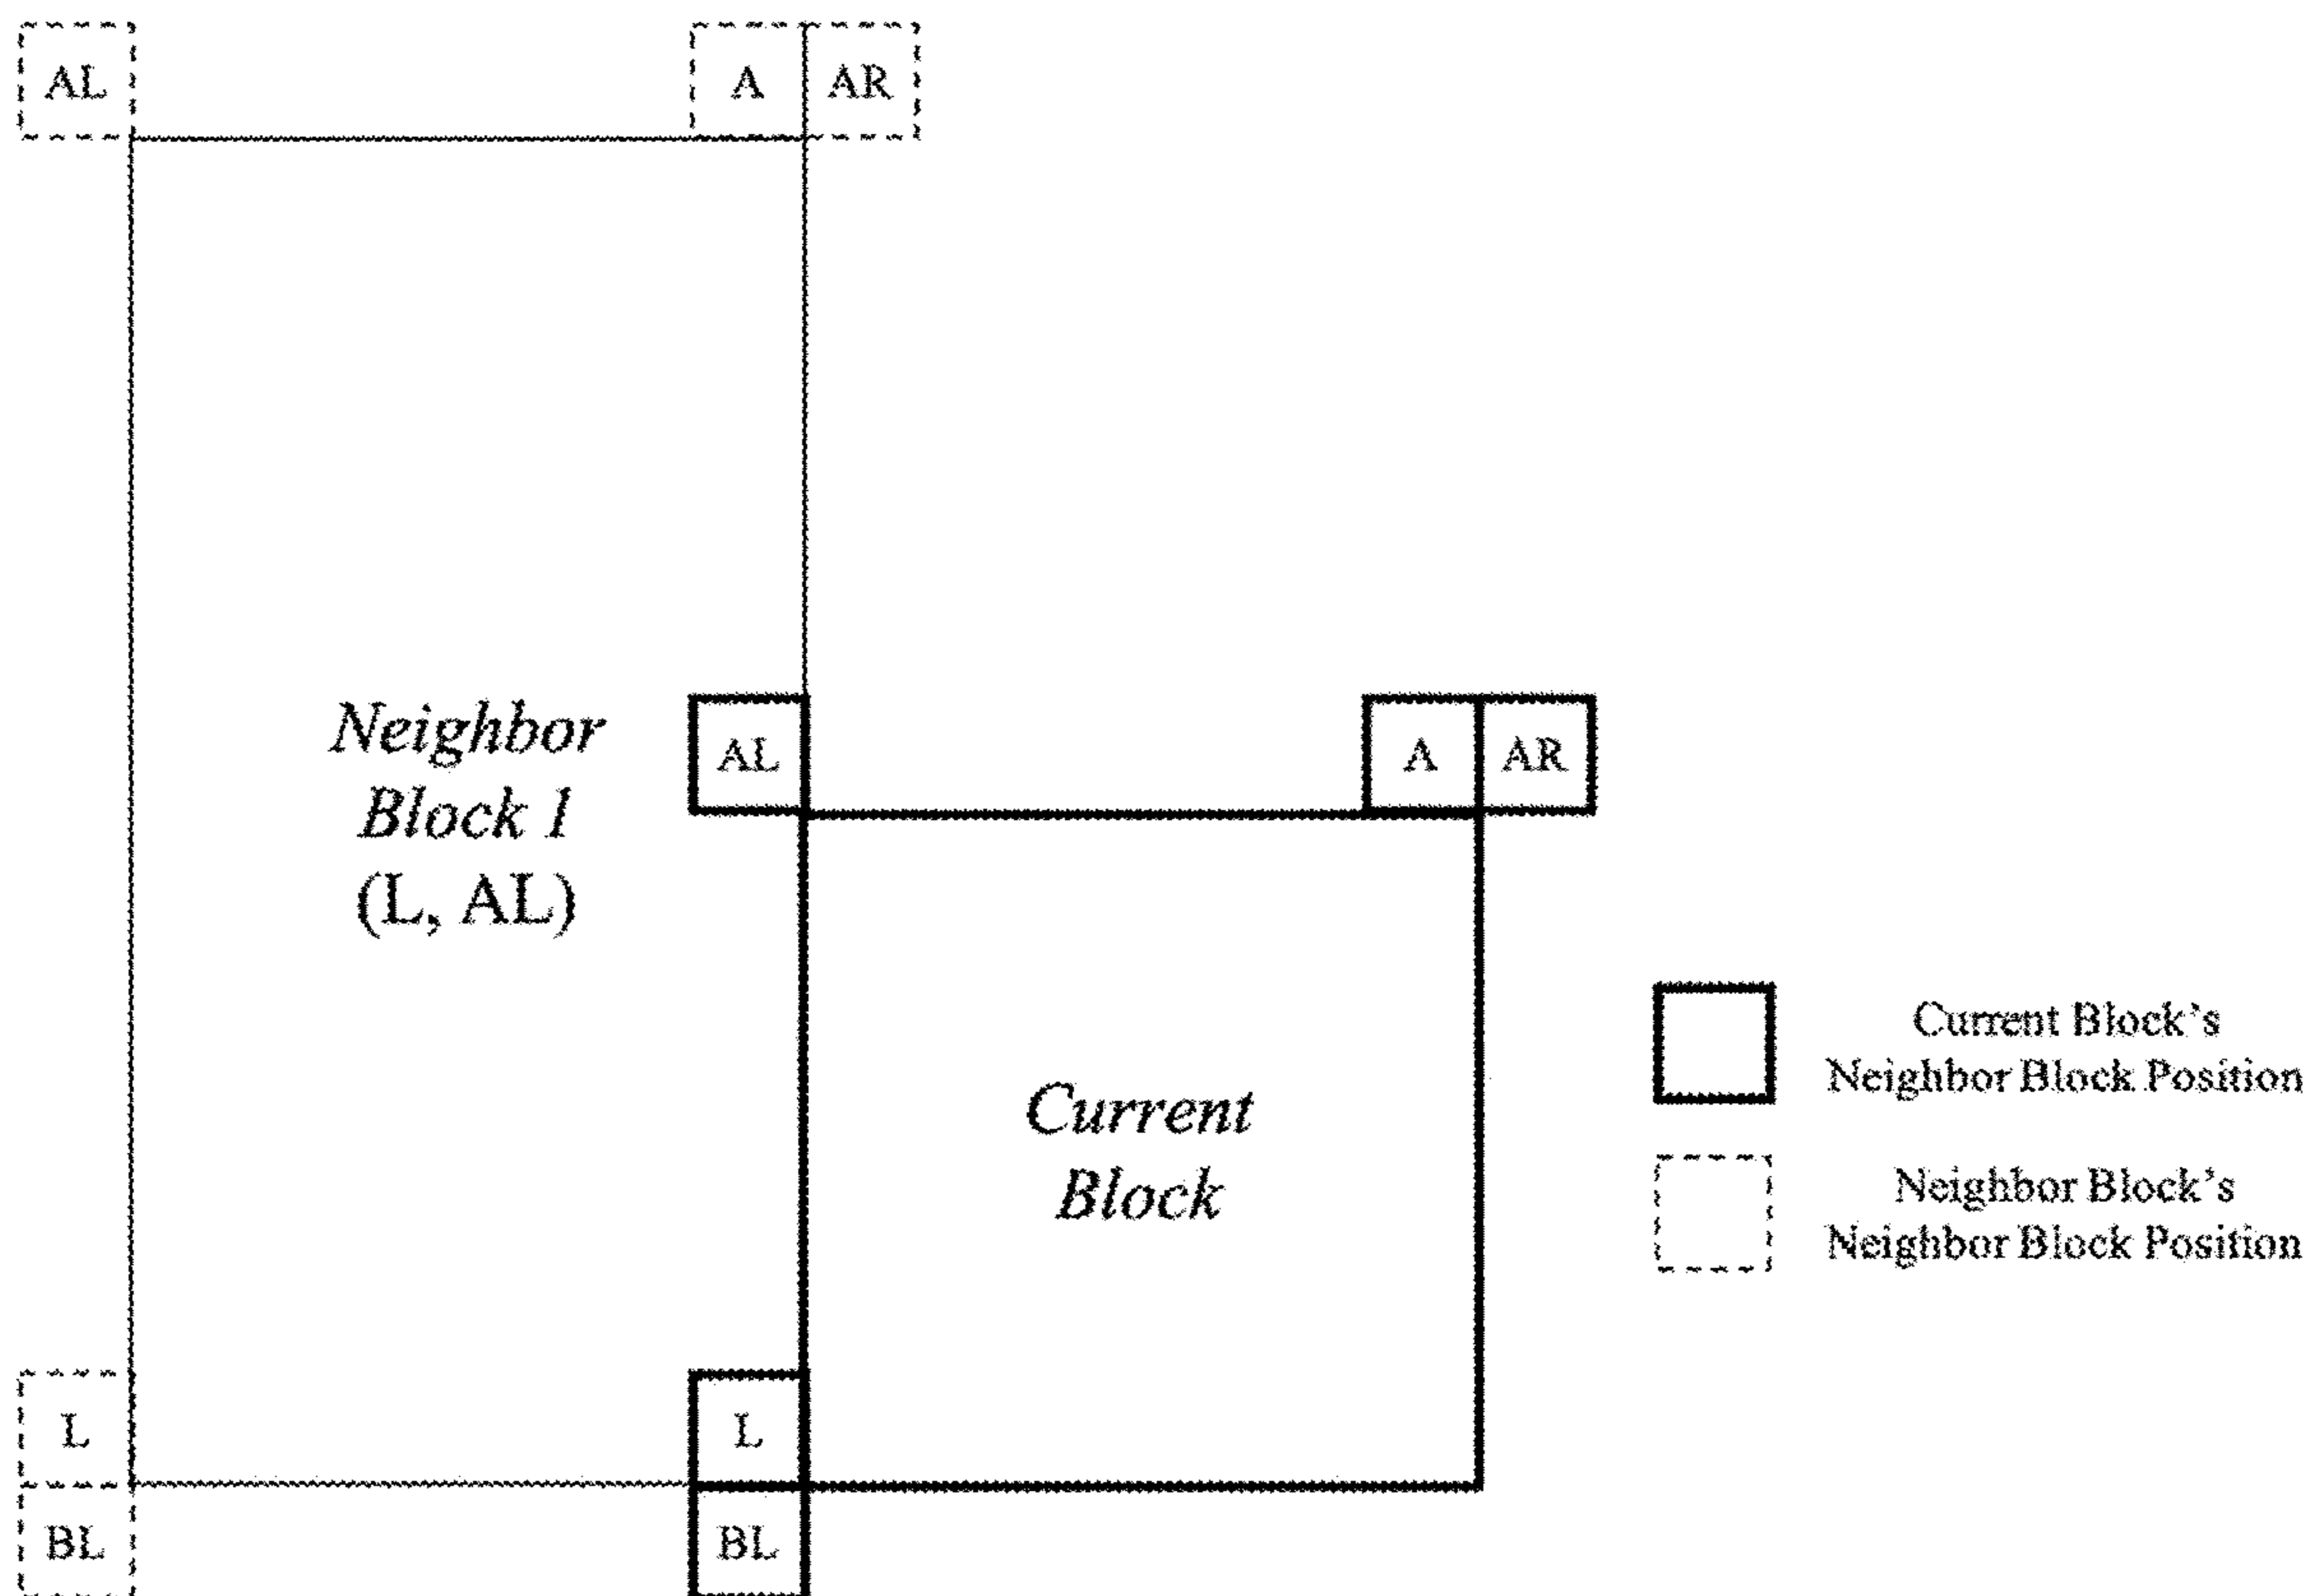 AL
A
AR
Neighbor
Block 1
(L, AL)
AL
A
AR
Current
Block
L
L
BL
BL
Current Block's
Neighbor Block Position
Neighbor Block's
Neighbor Block Position